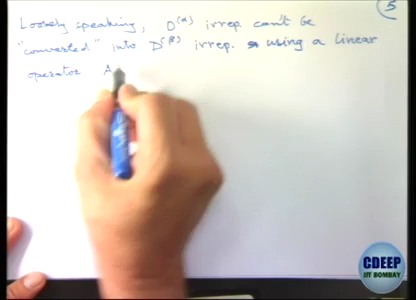 5
Loosely speaking, D^(α) irrep. can't be
"converted" into D^(β) irrep. using a linear
operator A
CDEEP
IIT BOMBAY